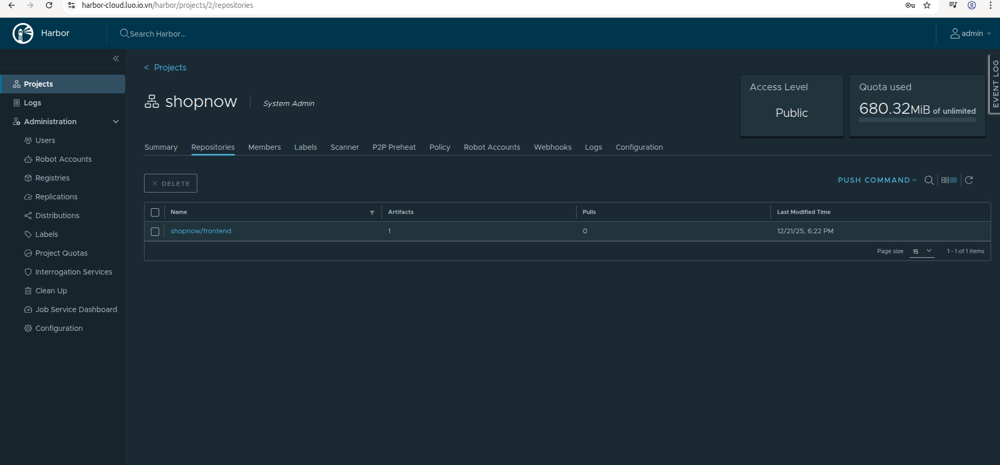 harbor-cloud.luo.io.vn/harbor/projects/2/repositories
Harbor
Search Harbor...
admin
EVENT LOG
Projects
Logs
Administration
Users
Robot Accounts
Registries
Replications
Distributions
Labels
Project Quotas
Interrogation Services
Clean Up
Job Service Dashboard
Configuration
< Projects
shopnow
System Admin
Access Level
Public
Quota used
680.32MiB of unlimited
Summary Repositories Members Labels Scanner P2P Preheat Policy Robot Accounts Webhooks Logs Configuration
DELETE
PUSH COMMAND
Name Artifacts Pulls Last Modified Time
shopnow/frontend 1 0 12/21/25, 6:22 PM
Page size 15 1 - 1 of 1 items